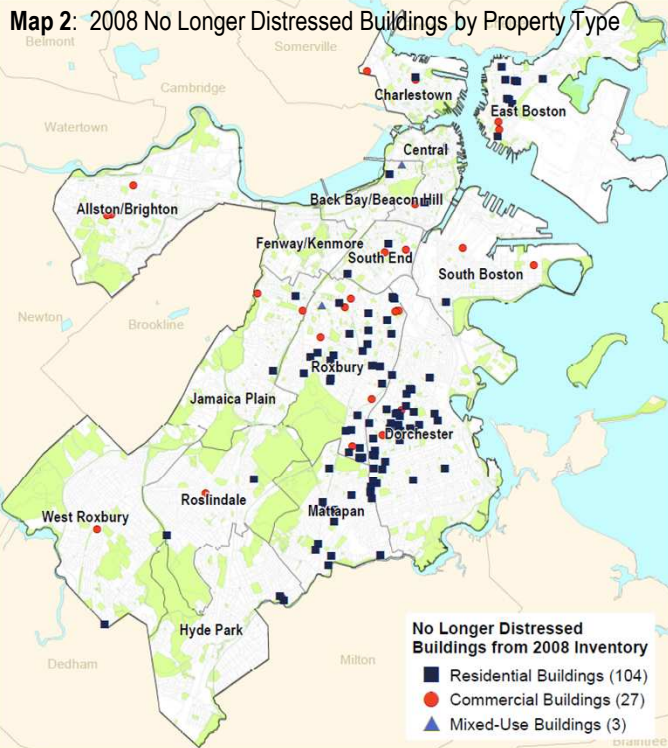 Map 2: 2008 No Longer Distressed Buildings by Property Type
Belmont
Somerville
Cambridge
Charlestown
East Boston
Watertown
Central
Allston/Brighton
Back Bay/Beacon Hill
Fenway/Kenmore
South End
South Boston
Newton
Brookline
Roxbury
Jamaica Plain
Dorchester
Roslindale
West Roxbury
Mattapan
Hyde Park
Dedham
Milton
No Longer Distressed
Buildings from 2008 Inventory
Residential Buildings (104)
Commercial Buildings (27)
Mixed-Use Buildings (3)
Braintree